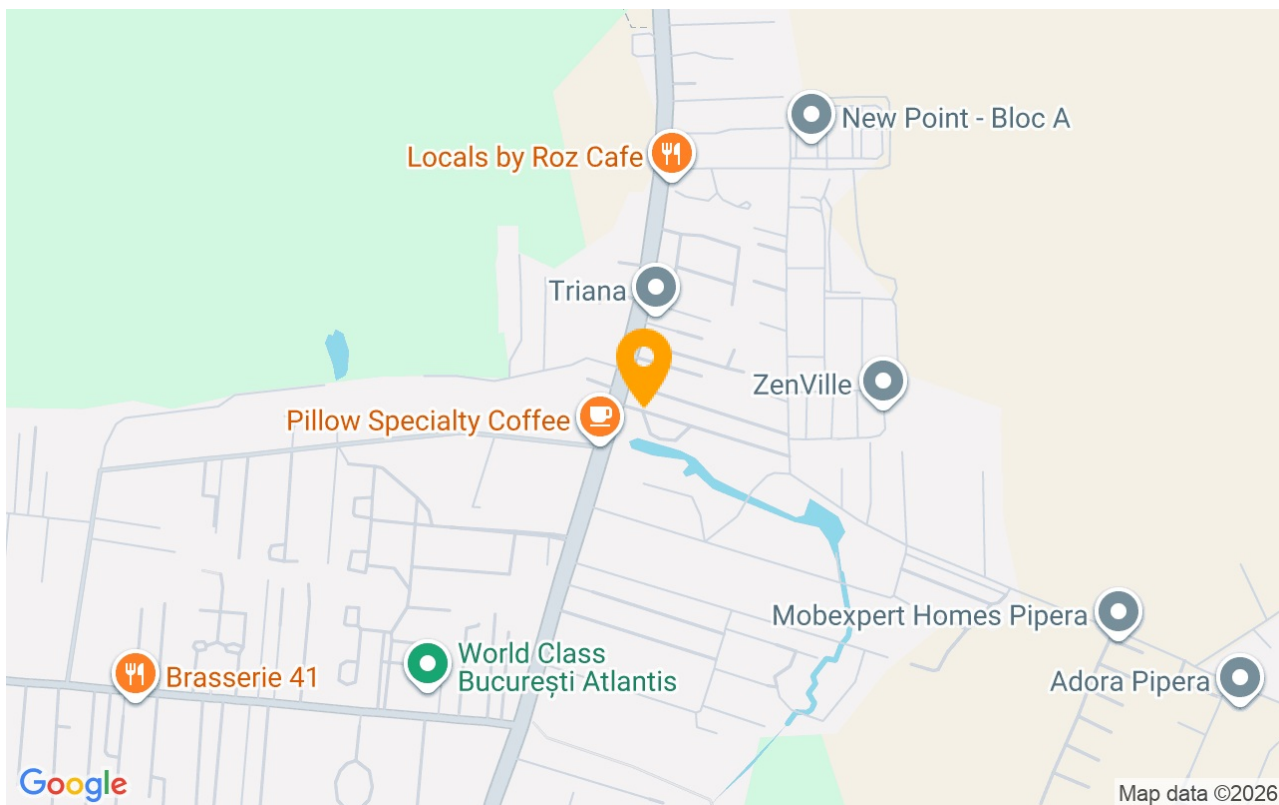 New Point - Bloc A
Locals by Roz Cafe
Triana
ZenVille
Pillow Specialty Coffee
Mobexpert Homes Pipera
World Class
București Atlantis
Brasserie 41
Adora Pipera
Google
Map data ©2026